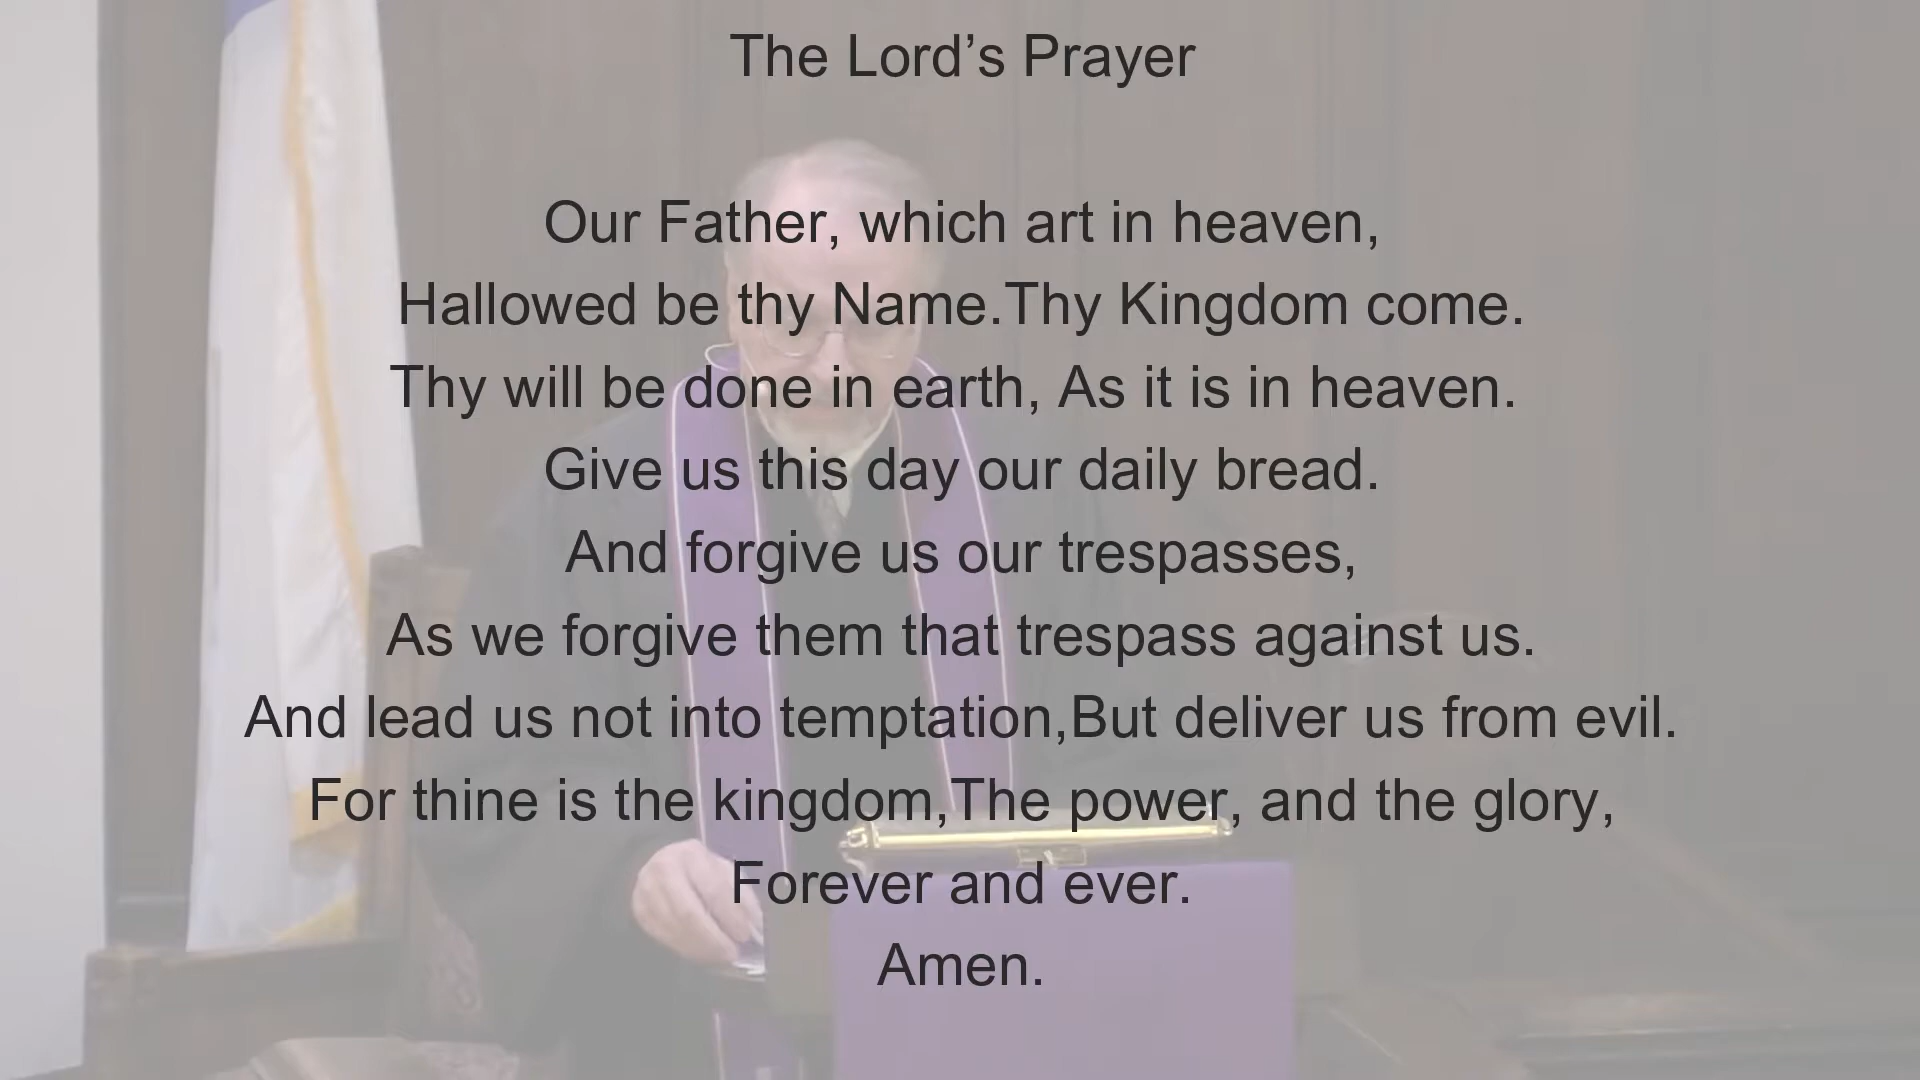 The Lord’s Prayer
Our Father, which art in heaven,
Hallowed be thy Name.Thy Kingdom come.
Thy will be done in earth, As it is in heaven.
Give us this day our daily bread.
And forgive us our trespasses,
As we forgive them that trespass against us.
And lead us not into temptation,But deliver us from evil.
For thine is the kingdom,The power, and the glory,
Forever and ever.
Amen.